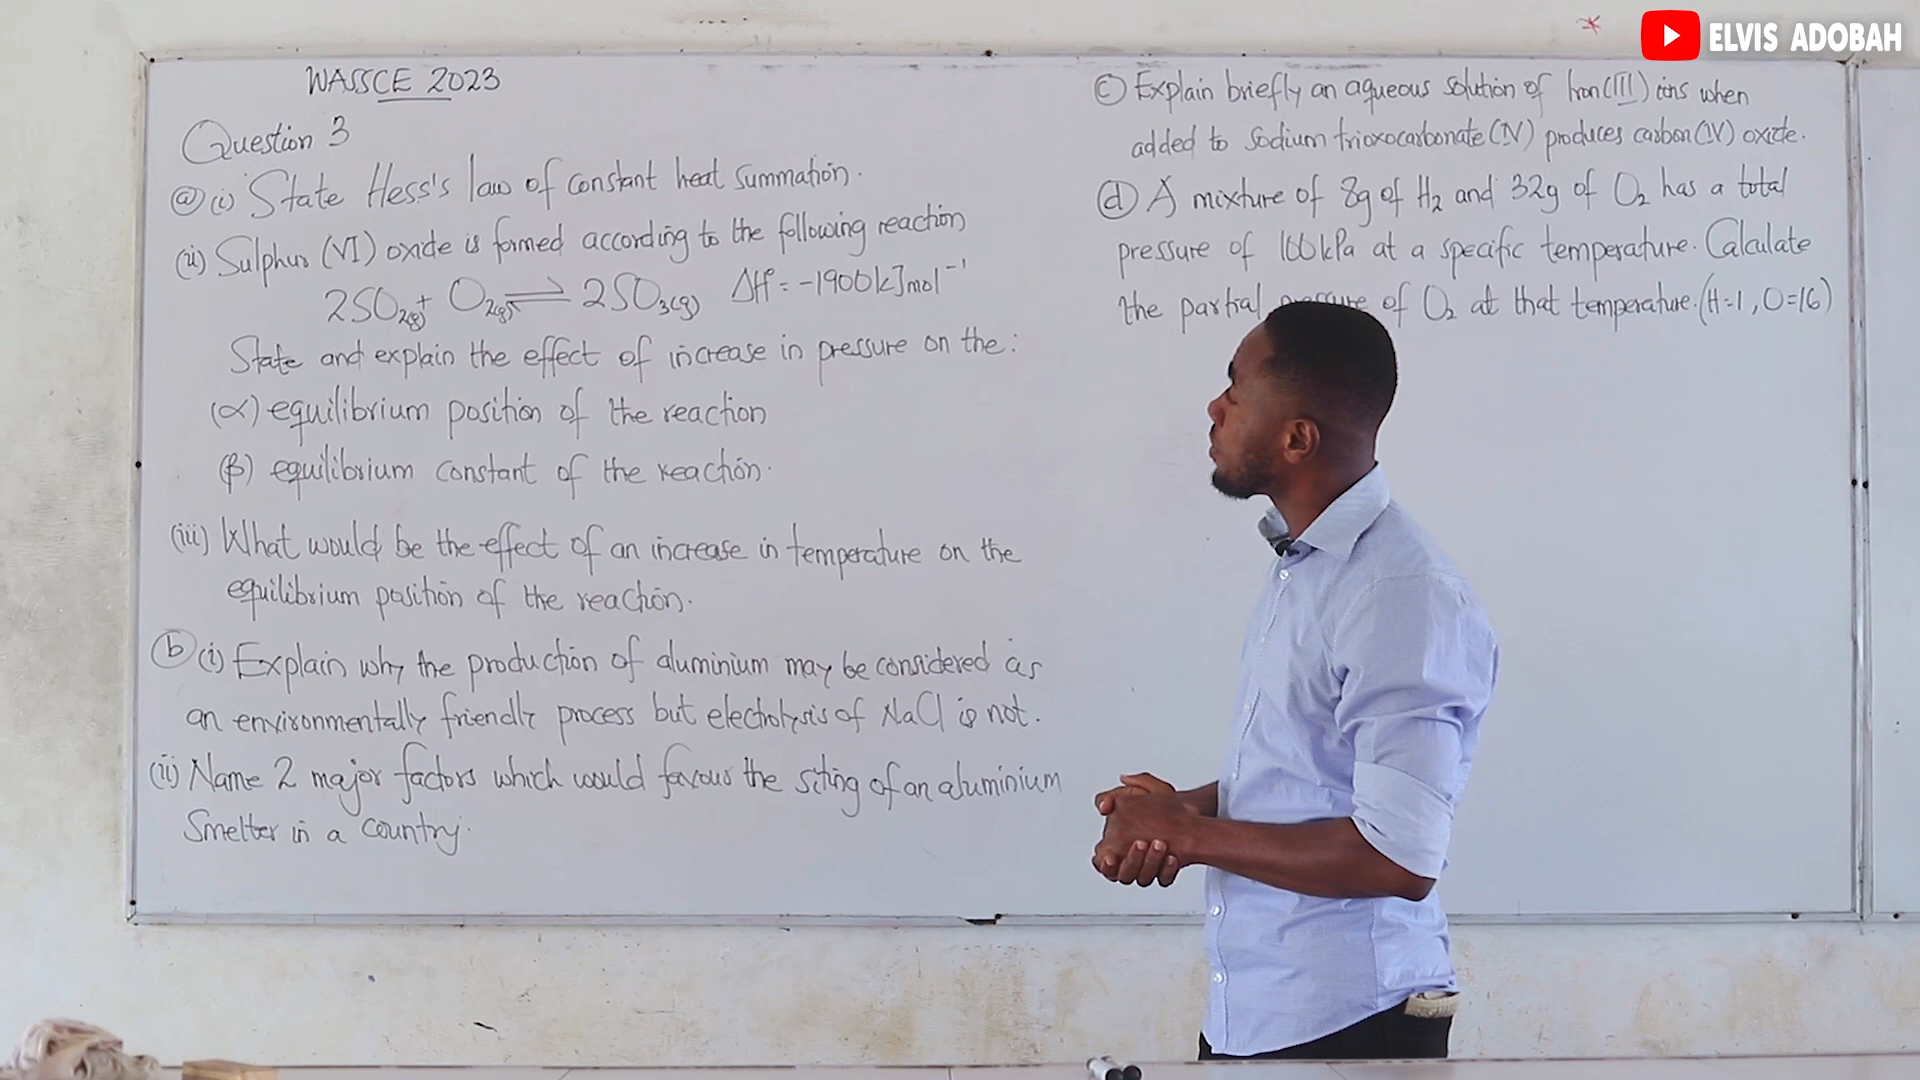 ELVIS ADOBAH
WASSCE 2023
Question 3
(a) (i) State Hess's law of constant heat summation.
(ii) Sulphur (VI) oxide is formed according to the following reaction
2SO2(g) + O2(g) ⇌ 2SO3(g) ΔH° = -1900kJmol⁻¹
State and explain the effect of increase in pressure on the:
(α) equilibrium position of the reaction
(β) equilibrium constant of the reaction.
(iii) What would be the effect of an increase in temperature on the
equilibrium position of the reaction.
(b) (i) Explain why the production of aluminium may be considered as
an environmentally friendly process but electrolysis of NaCl is not.
(ii) Name 2 major factors which would favour the siting of an aluminium
Smelter in a country.
(c) Explain briefly an aqueous solution of Iron(III) ions when
added to Sodium trioxocarbonate(IV) produces carbon(IV) oxide.
(d) A mixture of 8g of H2 and 32g of O2 has a total
pressure of 100kPa at a specific temperature. Calculate
the partial pressure of O2 at that temperature. (H=1, O=16)